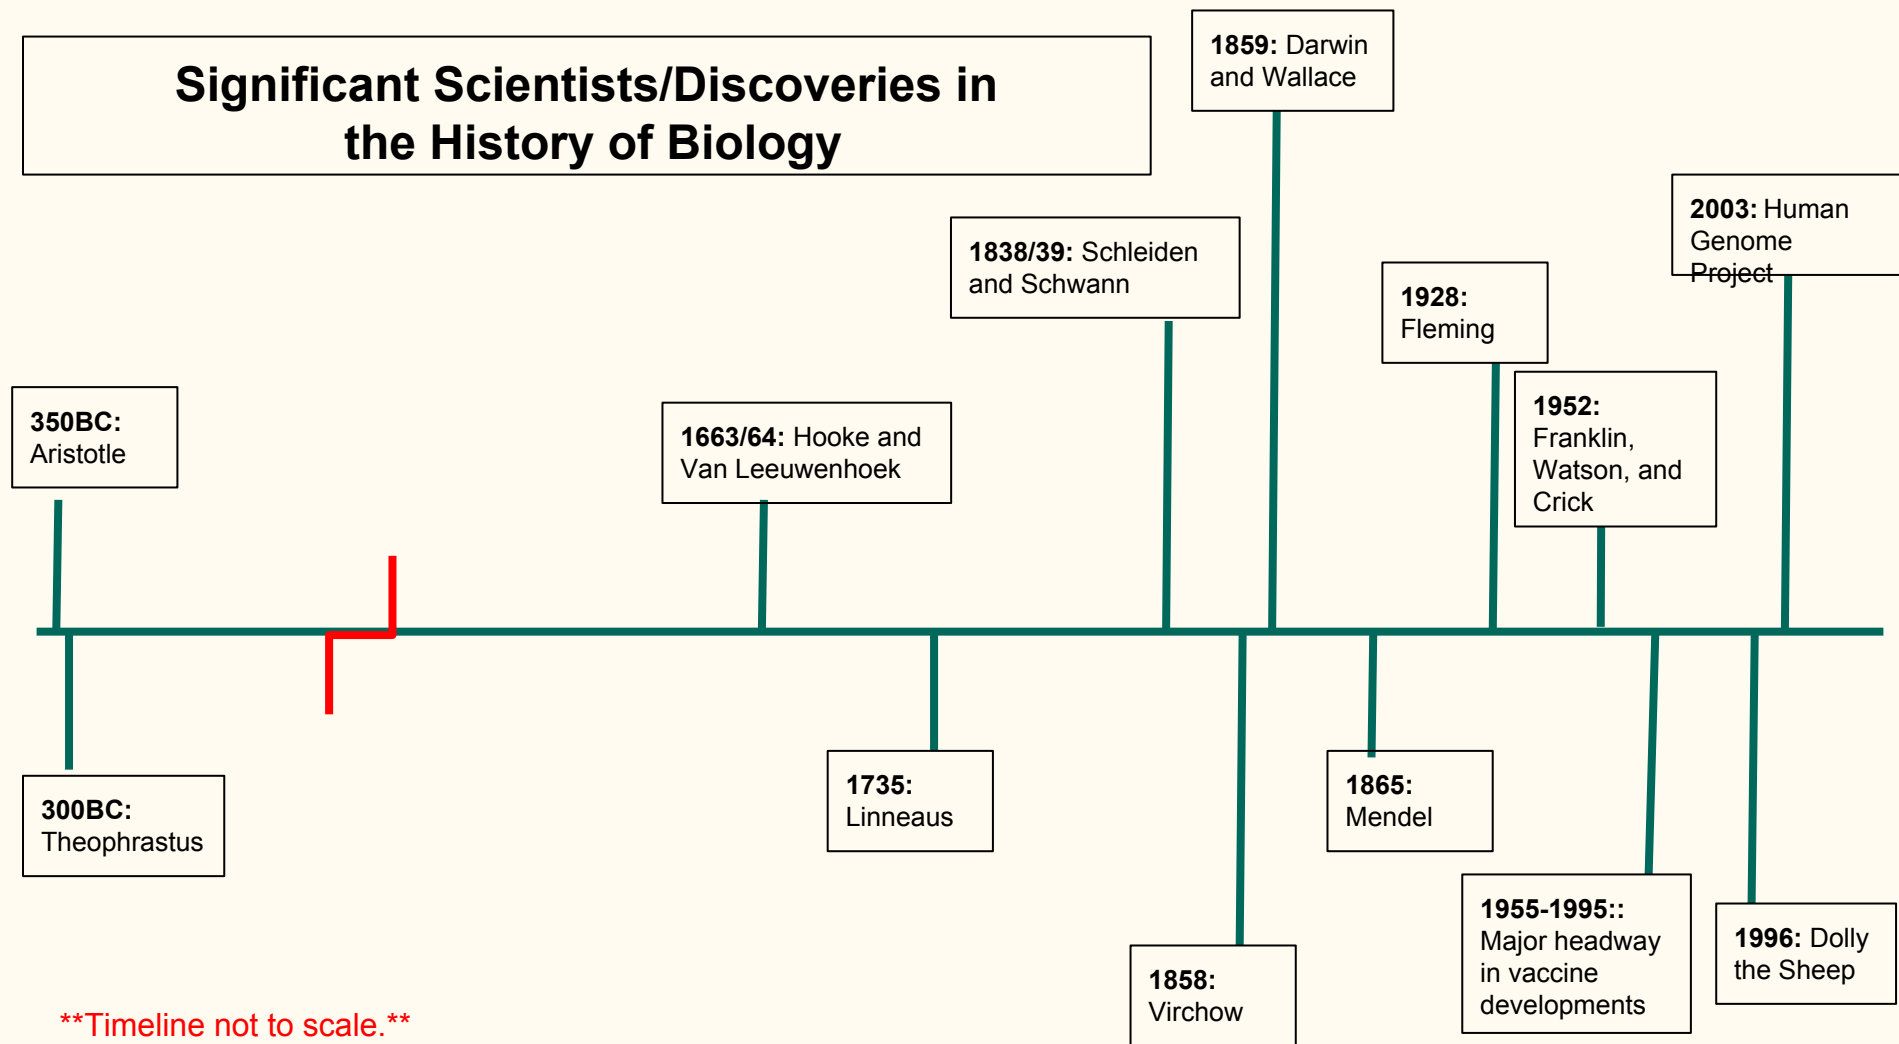 Significant Scientists/Discoveries in
the History of Biology
1859: Darwin
and Wallace
2003: Human
Genome
Project
1838/39: Schleiden
and Schwann
1928:
Fleming
1952:
Franklin,
Watson, and
Crick
350BC:
Aristotle
1663/64: Hooke and
Van Leeuwenhoek
300BC:
Theophrastus
1735:
Linneaus
1865:
Mendel
1955-1995::
Major headway
in vaccine
developments
1996: Dolly
the Sheep
1858:
Virchow
**Timeline not to scale.**